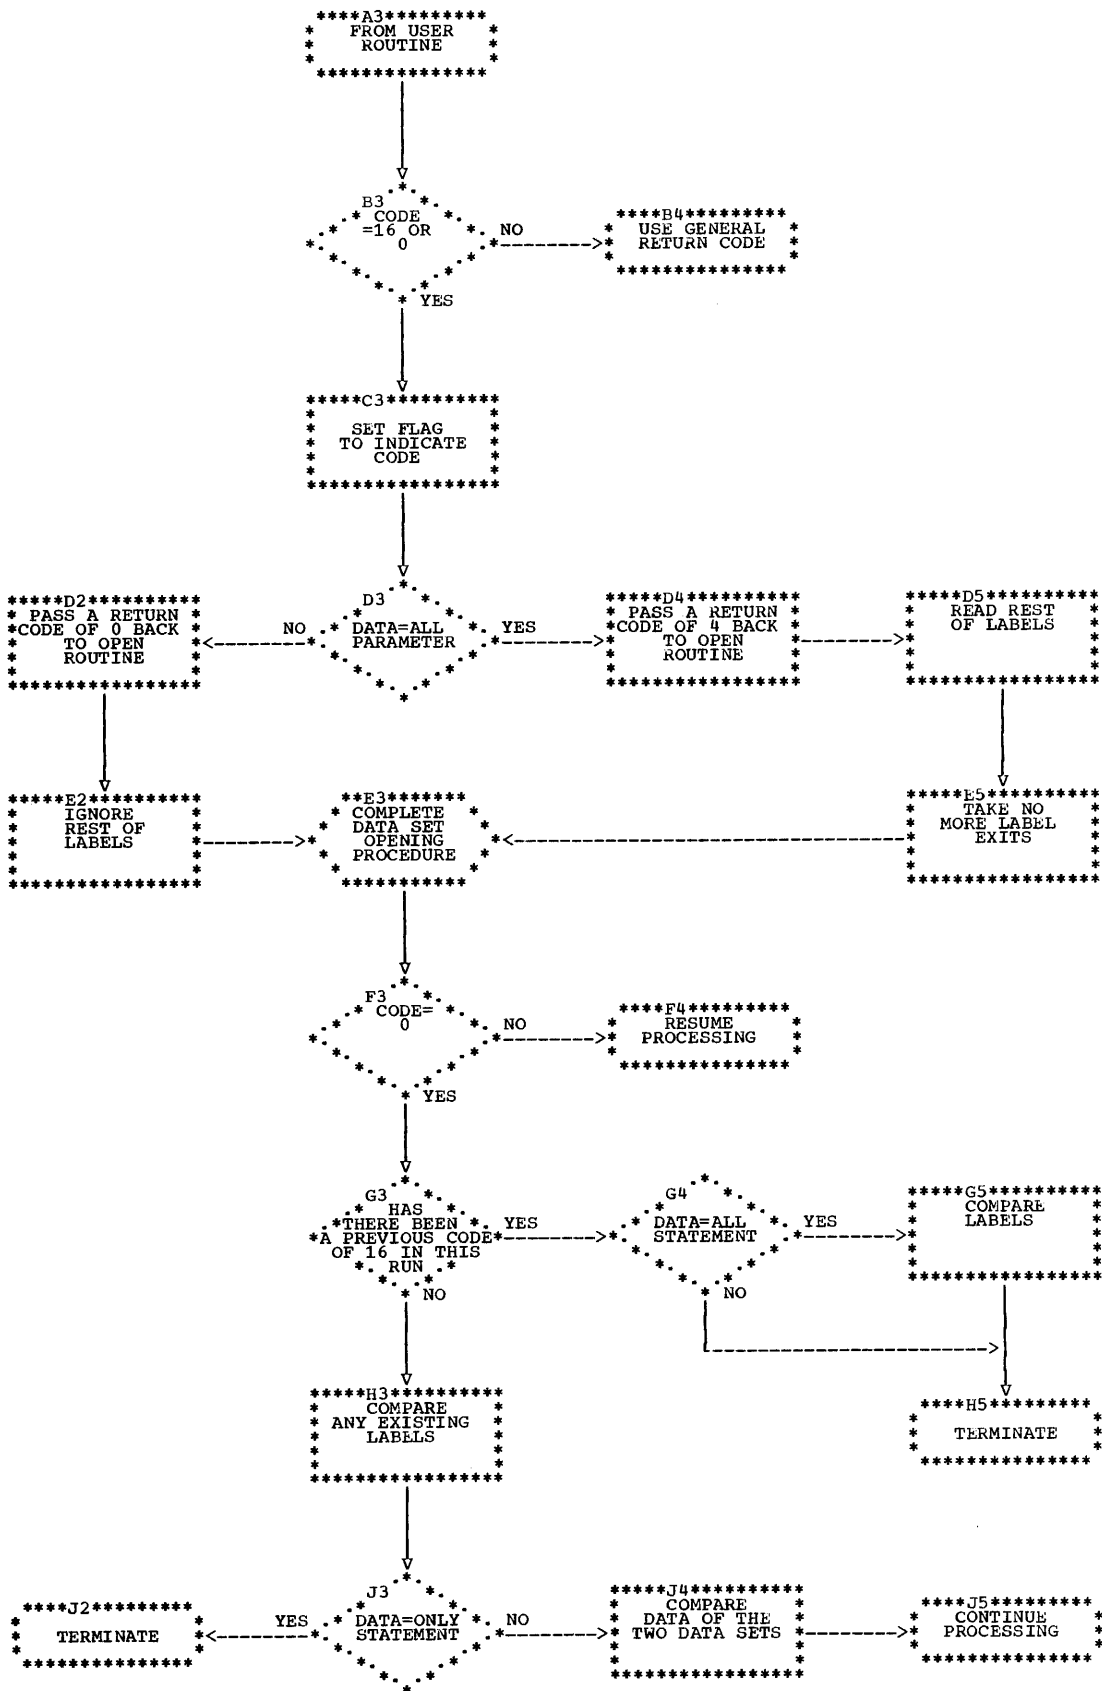 A3
FROM USER
ROUTINE
B3
CODE
=16 OR
0
NO
YES
B4
USE GENERAL
RETURN CODE
C3
SET FLAG
TO INDICATE
CODE
D3
DATA=ALL
PARAMETER
NO
YES
D2
PASS A RETURN
CODE OF 0 BACK
TO OPEN
ROUTINE
D4
PASS A RETURN
CODE OF 4 BACK
TO OPEN
ROUTINE
D5
READ REST
OF LABELS
E2
IGNORE
REST OF
LABELS
E3
COMPLETE
DATA SET
OPENING
PROCEDURE
E5
TAKE NO
MORE LABEL
EXITS
F3
CODE=
0
NO
YES
F4
RESUME
PROCESSING
G3
HAS
THERE BEEN
A PREVIOUS CODE
OF 16 IN THIS
RUN
YES
NO
G4
DATA=ALL
STATEMENT
YES
NO
G5
COMPARE
LABELS
H3
COMPARE
ANY EXISTING
LABELS
H5
TERMINATE
J3
DATA=ONLY
STATEMENT
YES
NO
J2
TERMINATE
J4
COMPARE
DATA OF THE
TWO DATA SETS
J5
CONTINUE
PROCESSING